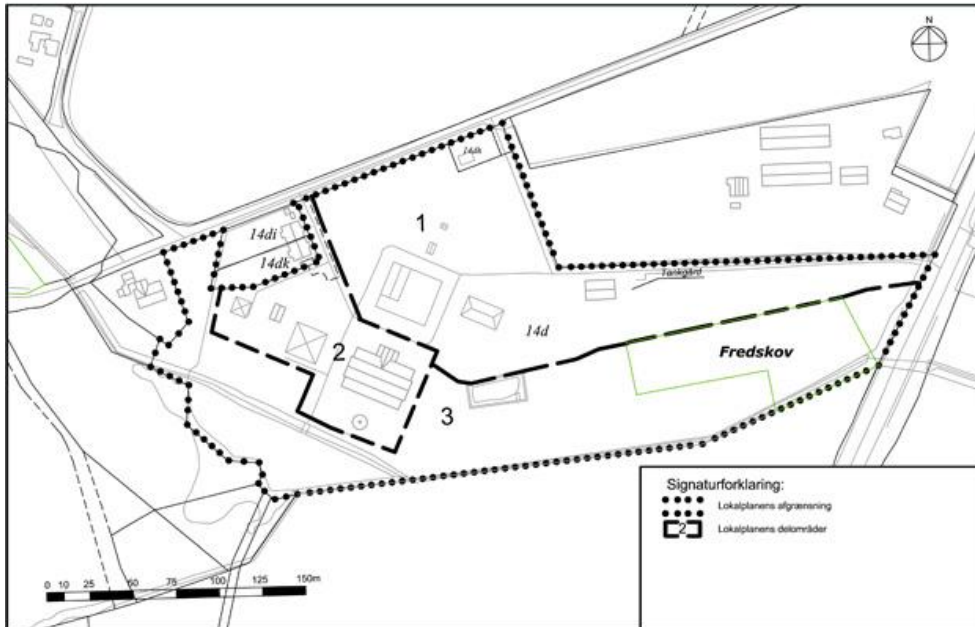 N
14dh
1
14di
14dk
Tankgård
14d
2
Fredskov
3
Signaturforklaring:
Lokalplanens afgrænsning
2 Lokalplanens delområder
0 10 25 50 75 100 125 150m